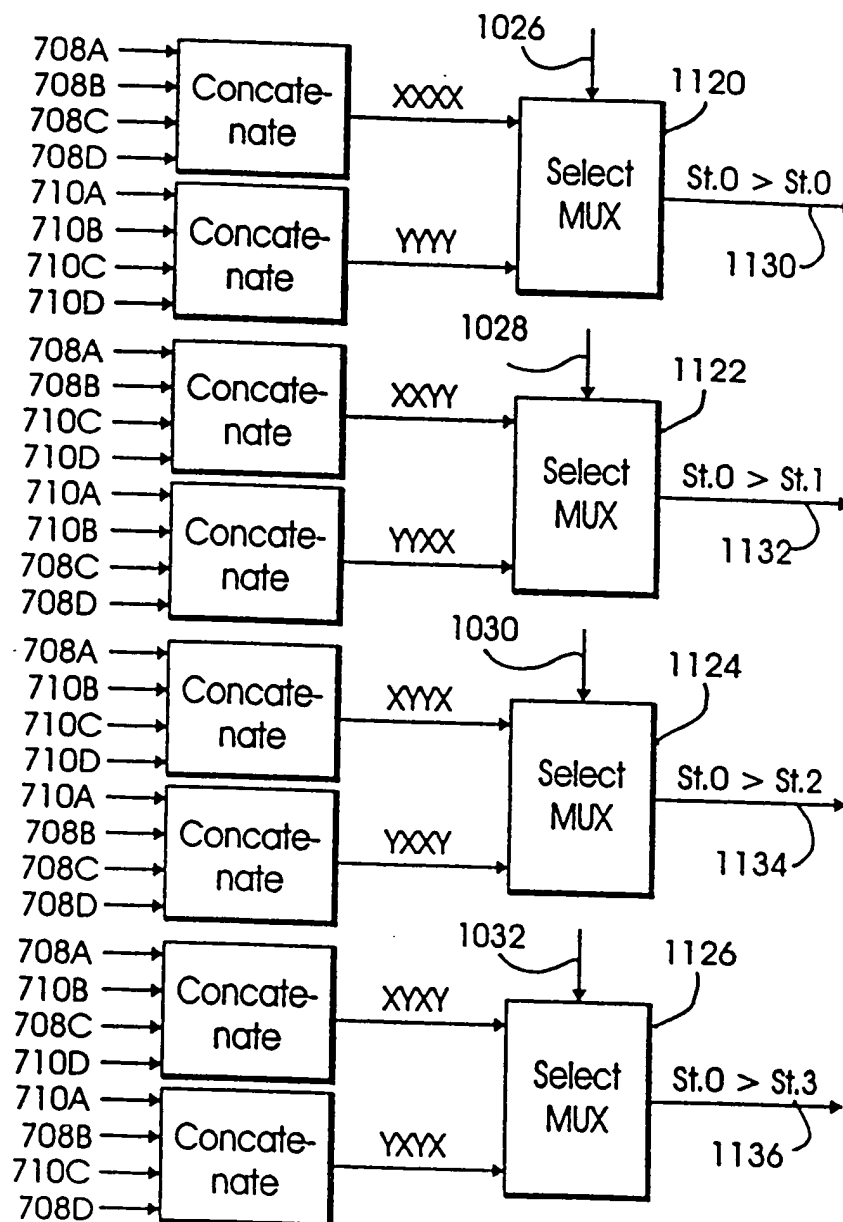 1026
708A
708B
708C
708D
Concate-
nate
XXXX
1120
Select
MUX
St.0 > St.0
1130
710A
710B
710C
710D
Concate-
nate
YYYY
1028
708A
708B
710C
710D
Concate-
nate
XXYY
1122
Select
MUX
St.0 > St.1
1132
710A
710B
708C
708D
Concate-
nate
YYXX
1030
708A
710B
710C
710D
Concate-
nate
XYYX
1124
Select
MUX
St.0 > St.2
1134
710A
708B
708C
708D
Concate-
nate
YXXY
1032
708A
710B
708C
710D
Concate-
nate
XYXY
1126
Select
MUX
St.0 > St.3
1136
710A
708B
710C
708D
Concate-
nate
YXYX